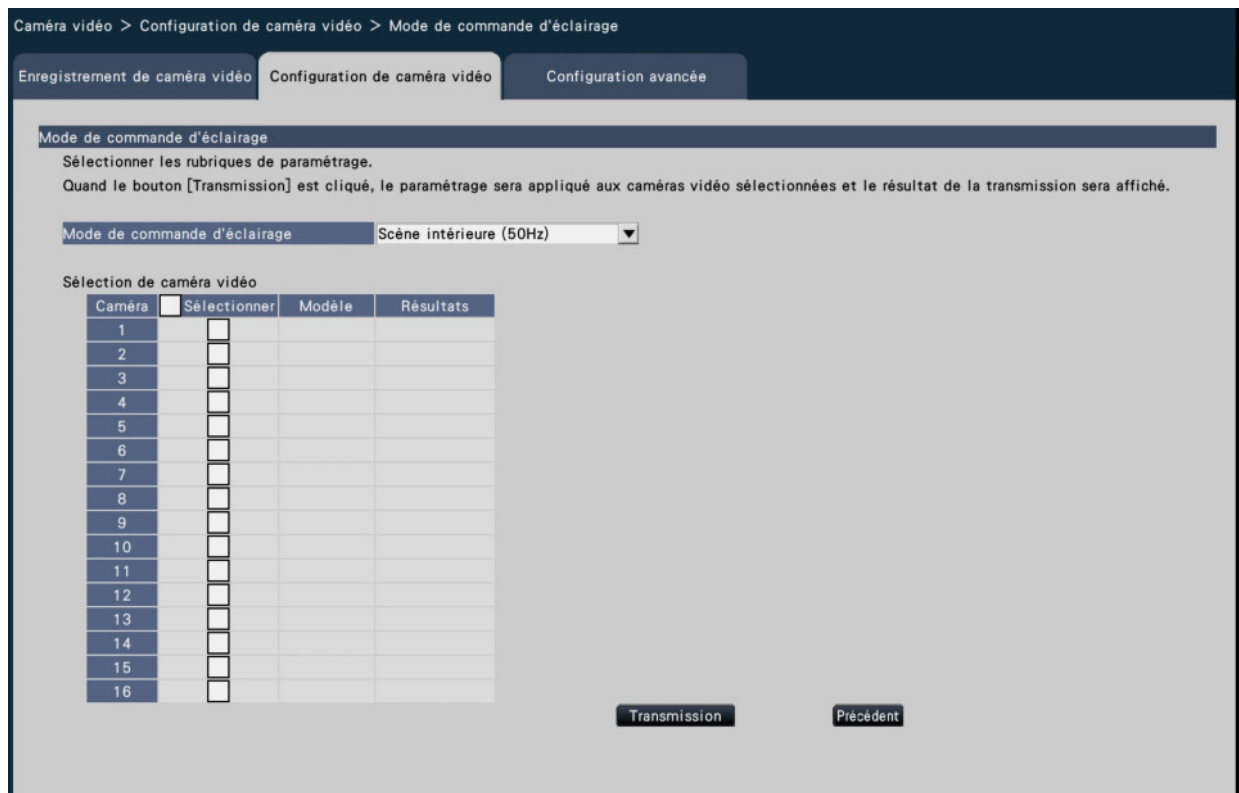 Caméra vidéo > Configuration de caméra vidéo > Mode de commande d'éclairage
Enregistrement de caméra vidéo Configuration de caméra vidéo Configuration avancée
Mode de commande d'éclairage
Sélectionner les rubriques de paramétrage.
Quand le bouton [Transmission] est cliqué, le paramétrage sera appliqué aux caméras vidéo sélectionnées et le résultat de la transmission sera affiché.
Mode de commande d'éclairage Scène intérieure (50Hz)
Sélection de caméra vidéo
Caméra Sélectionner Modèle Résultats
1
2
3
4
5
6
7
8
9
10
11
12
13
14
15
16
Transmission Précédent